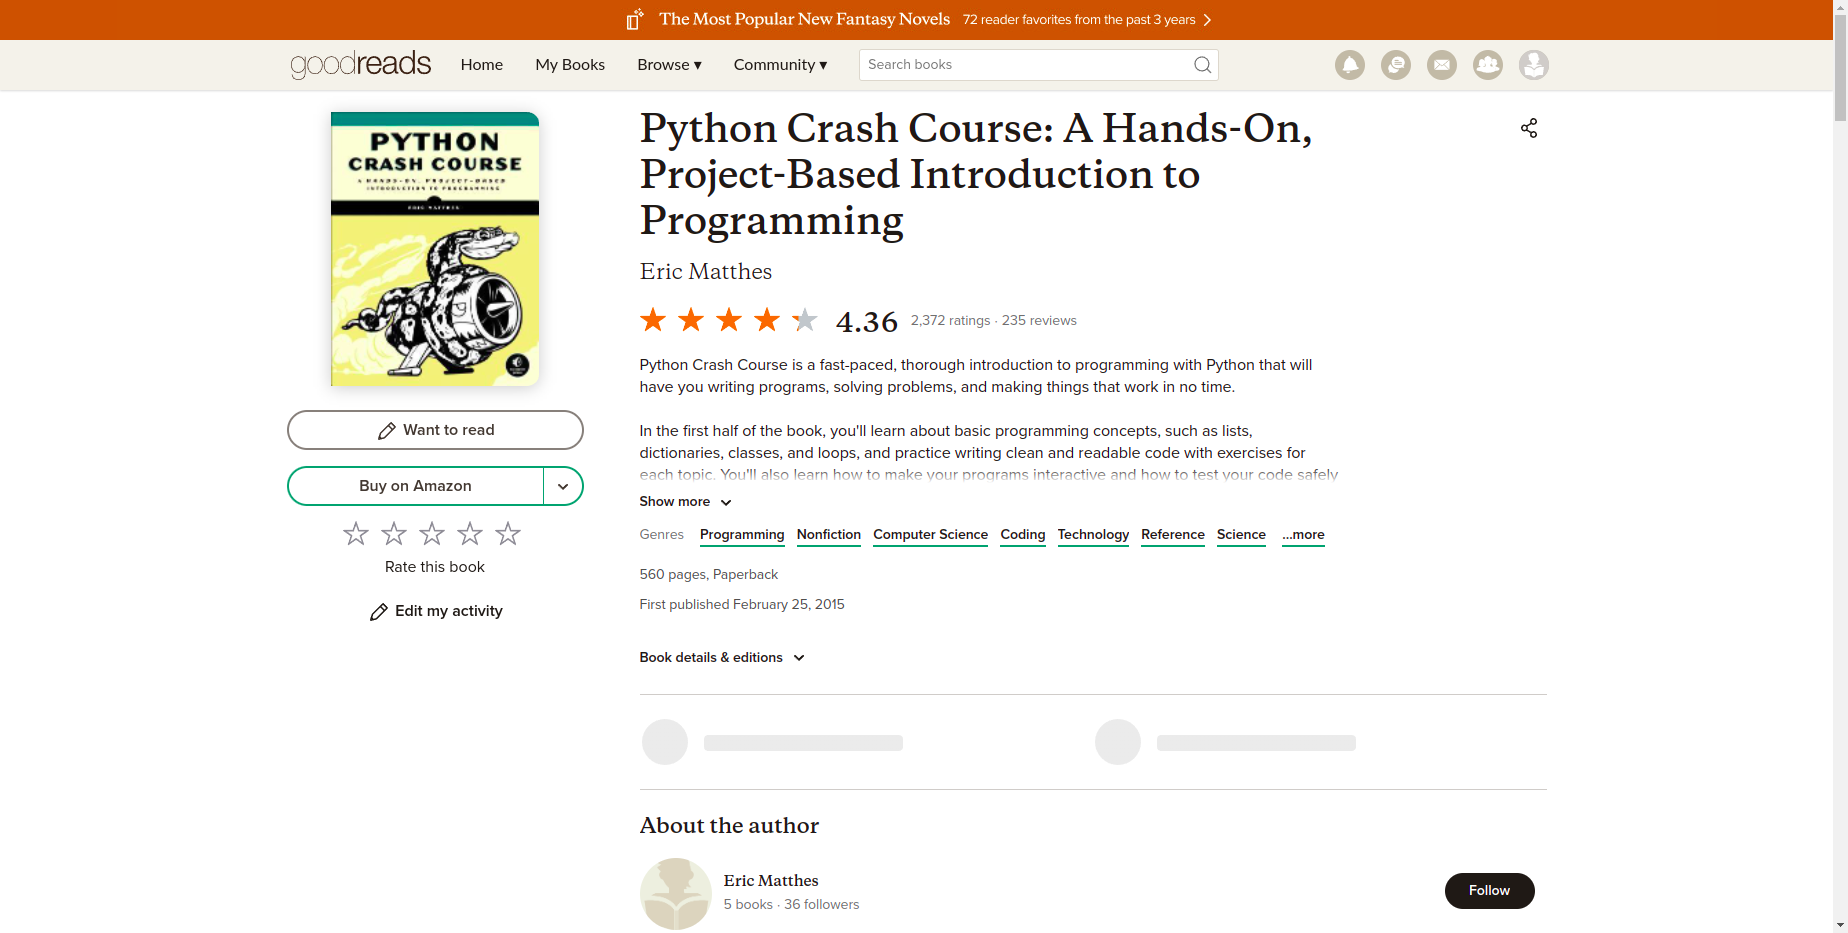 The Most Popular New Fantasy Novels 72 reader favorites from the past 3 years
goodreads Home My Books Browse ▾ Community ▾ Search books
PYTHON
CRASH COURSE
A HANDS-ON, PROJECT-BASED
INTRODUCTION TO PROGRAMMING
ERIC MATTHES
Want to read
Buy on Amazon
Rate this book
Edit my activity
Python Crash Course: A Hands-On,
Project-Based Introduction to
Programming
Eric Matthes
4.36 2,372 ratings · 235 reviews
Python Crash Course is a fast-paced, thorough introduction to programming with Python that will
have you writing programs, solving problems, and making things that work in no time.
In the first half of the book, you'll learn about basic programming concepts, such as lists,
dictionaries, classes, and loops, and practice writing clean and readable code with exercises for
each topic. You'll also learn how to make your programs interactive and how to test your code safely
Show more
Genres Programming Nonfiction Computer Science Coding Technology Reference Science ...more
560 pages, Paperback
First published February 25, 2015
Book details & editions
About the author
Eric Matthes
5 books · 36 followers
Follow